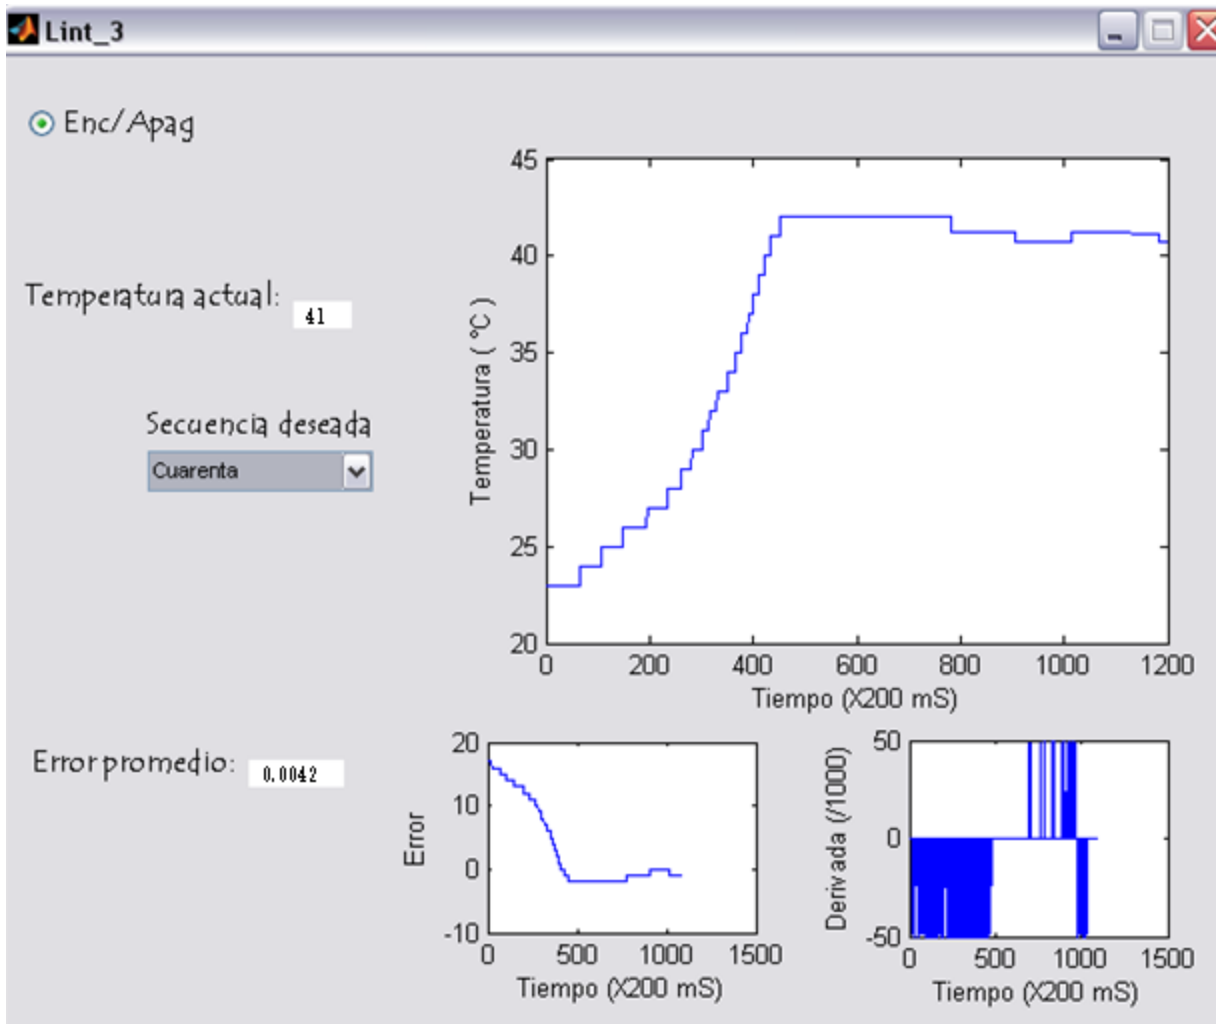 Lint_3
Enc/Apag
Temperatura actual:
41
Secuencia deseada
Cuarenta
45
40
35
30
25
20
Temperatura ( °C )
0 200 400 600 800 1000 1200
Tiempo (X200 mS)
Error promedio:
0.0042
20
10
0
-10
Error
0 500 1000 1500
Tiempo (X200 mS)
50
0
-50
Derivada (/1000)
0 500 1000 1500
Tiempo (X200 mS)